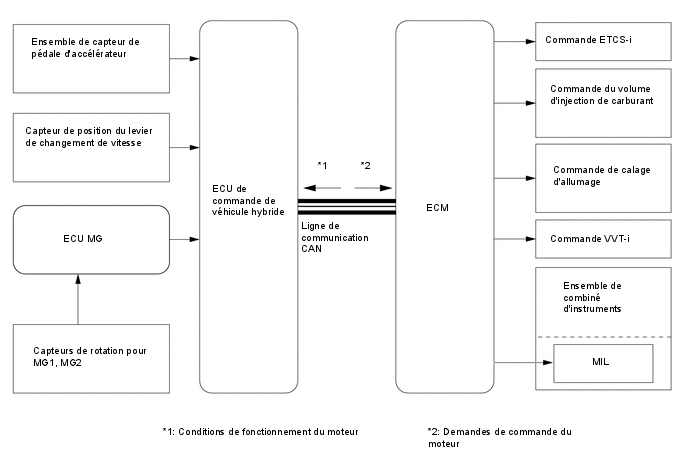 Ensemble de capteur de
pédale d'accélérateur
Capteur de position du levier
de changement de vitesse
ECU MG
Capteurs de rotation pour
MG1, MG2
ECU de
commande de
véhicule hybride
*1
*2
Ligne de
communication
CAN
ECM
Commande ETCS-i
Commande du volume
d'injection de carburant
Commande de calage
d'allumage
Commande VVT-i
Ensemble de
combiné
d'instruments
MIL
*1: Conditions de fonctionnement du moteur
*2: Demandes de commande du
moteur